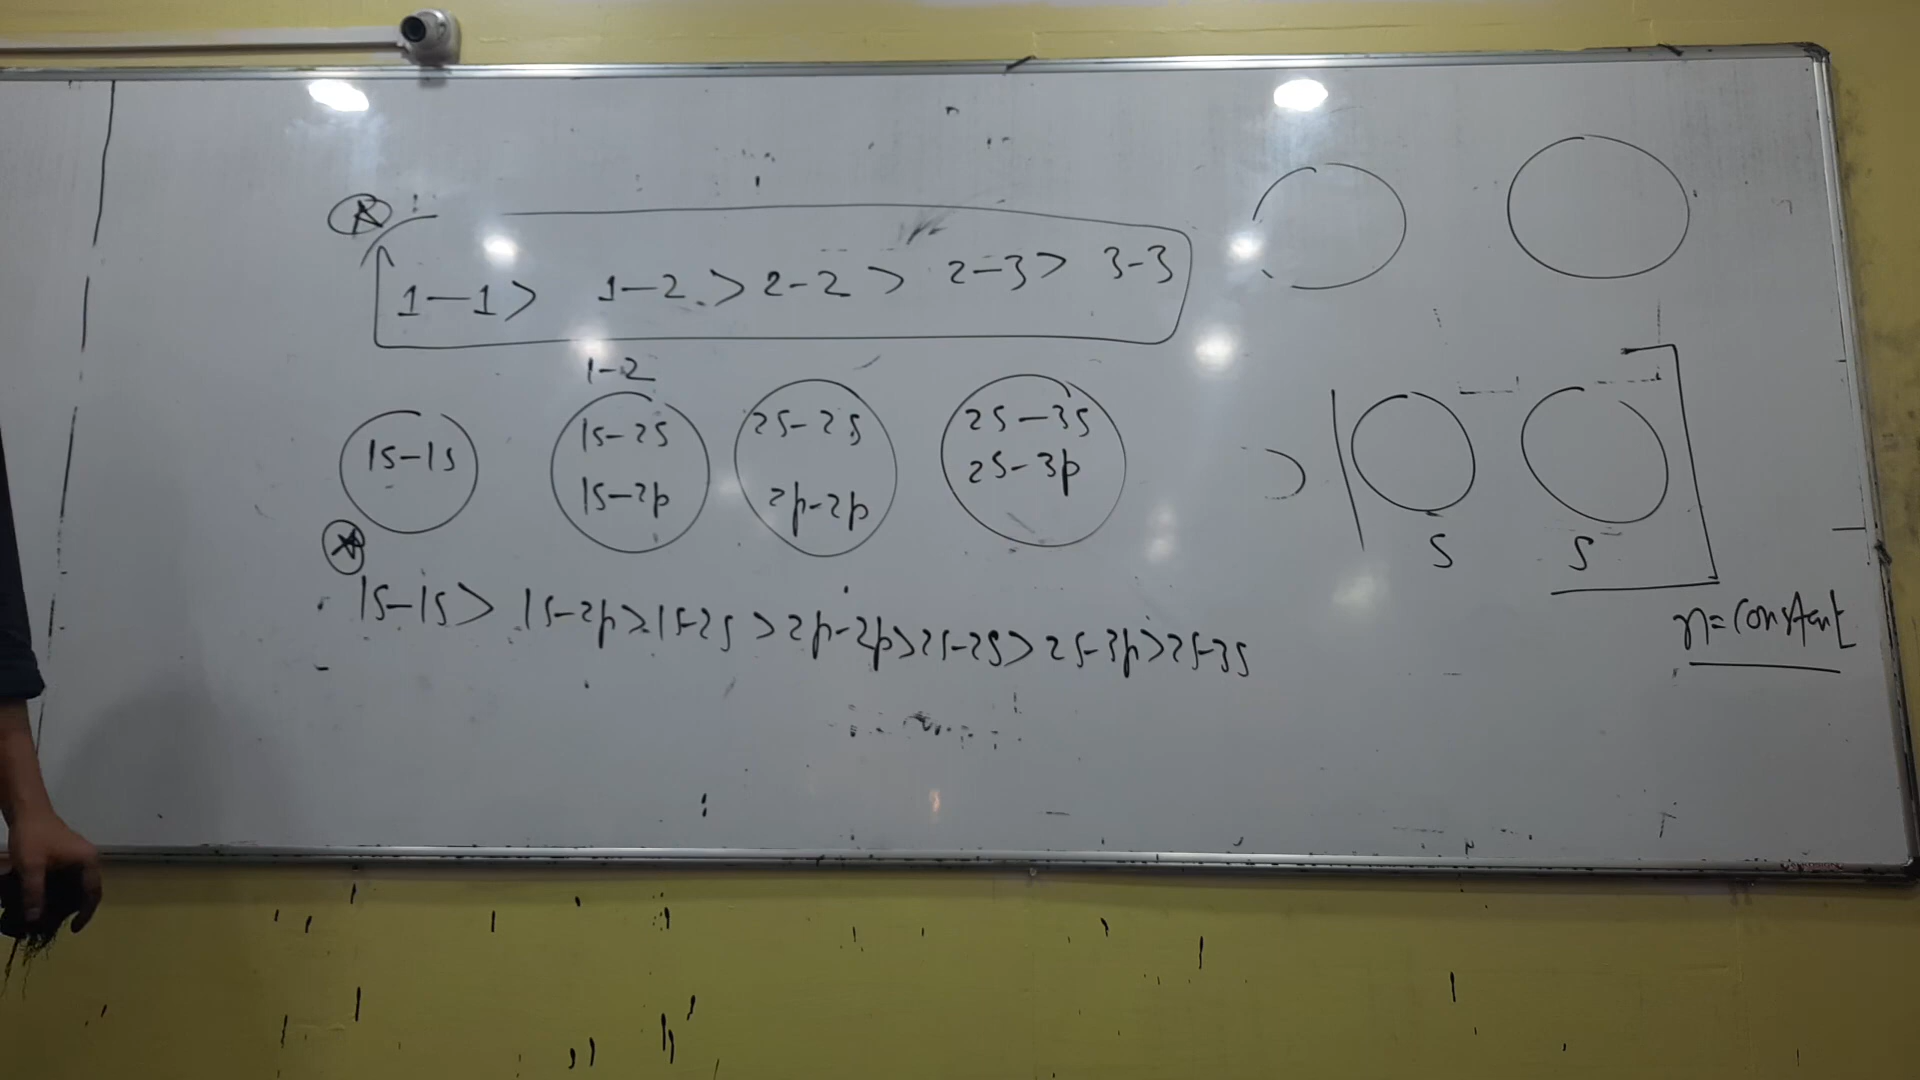 1-1> 1-2 > 2-2 > 2-3> 3-3
1-2
1s-1s
1s-2s
1s-2p
2s-2s
2p-2p
2s-3s
2s-3p
1s-1s> 1s-2p>1s-2s >2p-2p>2s-2s> 2s-3p>2s-3s
S S
n=constant